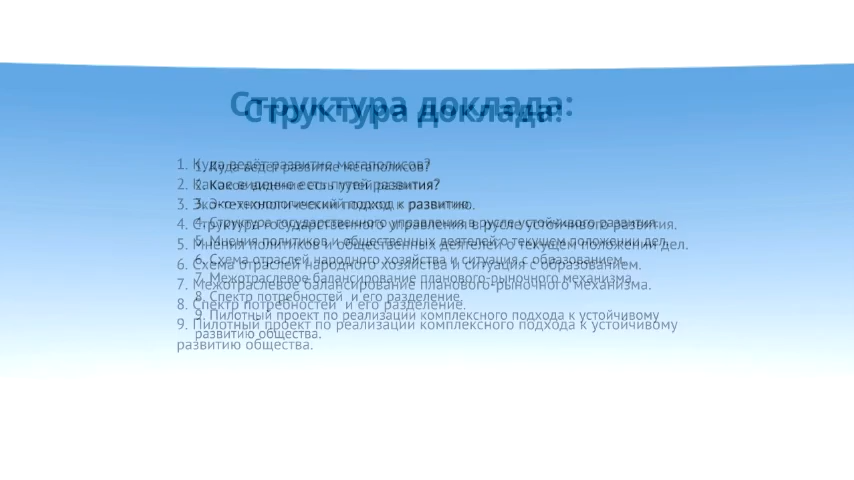 Структура доклада:
1. Куда ведёт развитие мегаполисов?
2. Какое видение есть путей развития?
3. Эко-технологический подход к развитию.
4. Структура государственного управления в русле устойчивого развития.
5. Мнения политиков и общественных деятелей о текущем положении дел.
6. Схема отраслей народного хозяйства и ситуация с образованием.
7. Межотраслевое балансирование планового-рыночного механизма.
8. Спектр потребностей и его разделение.
9. Пилотный проект по реализации комплексного подхода к устойчивому
развитию общества.